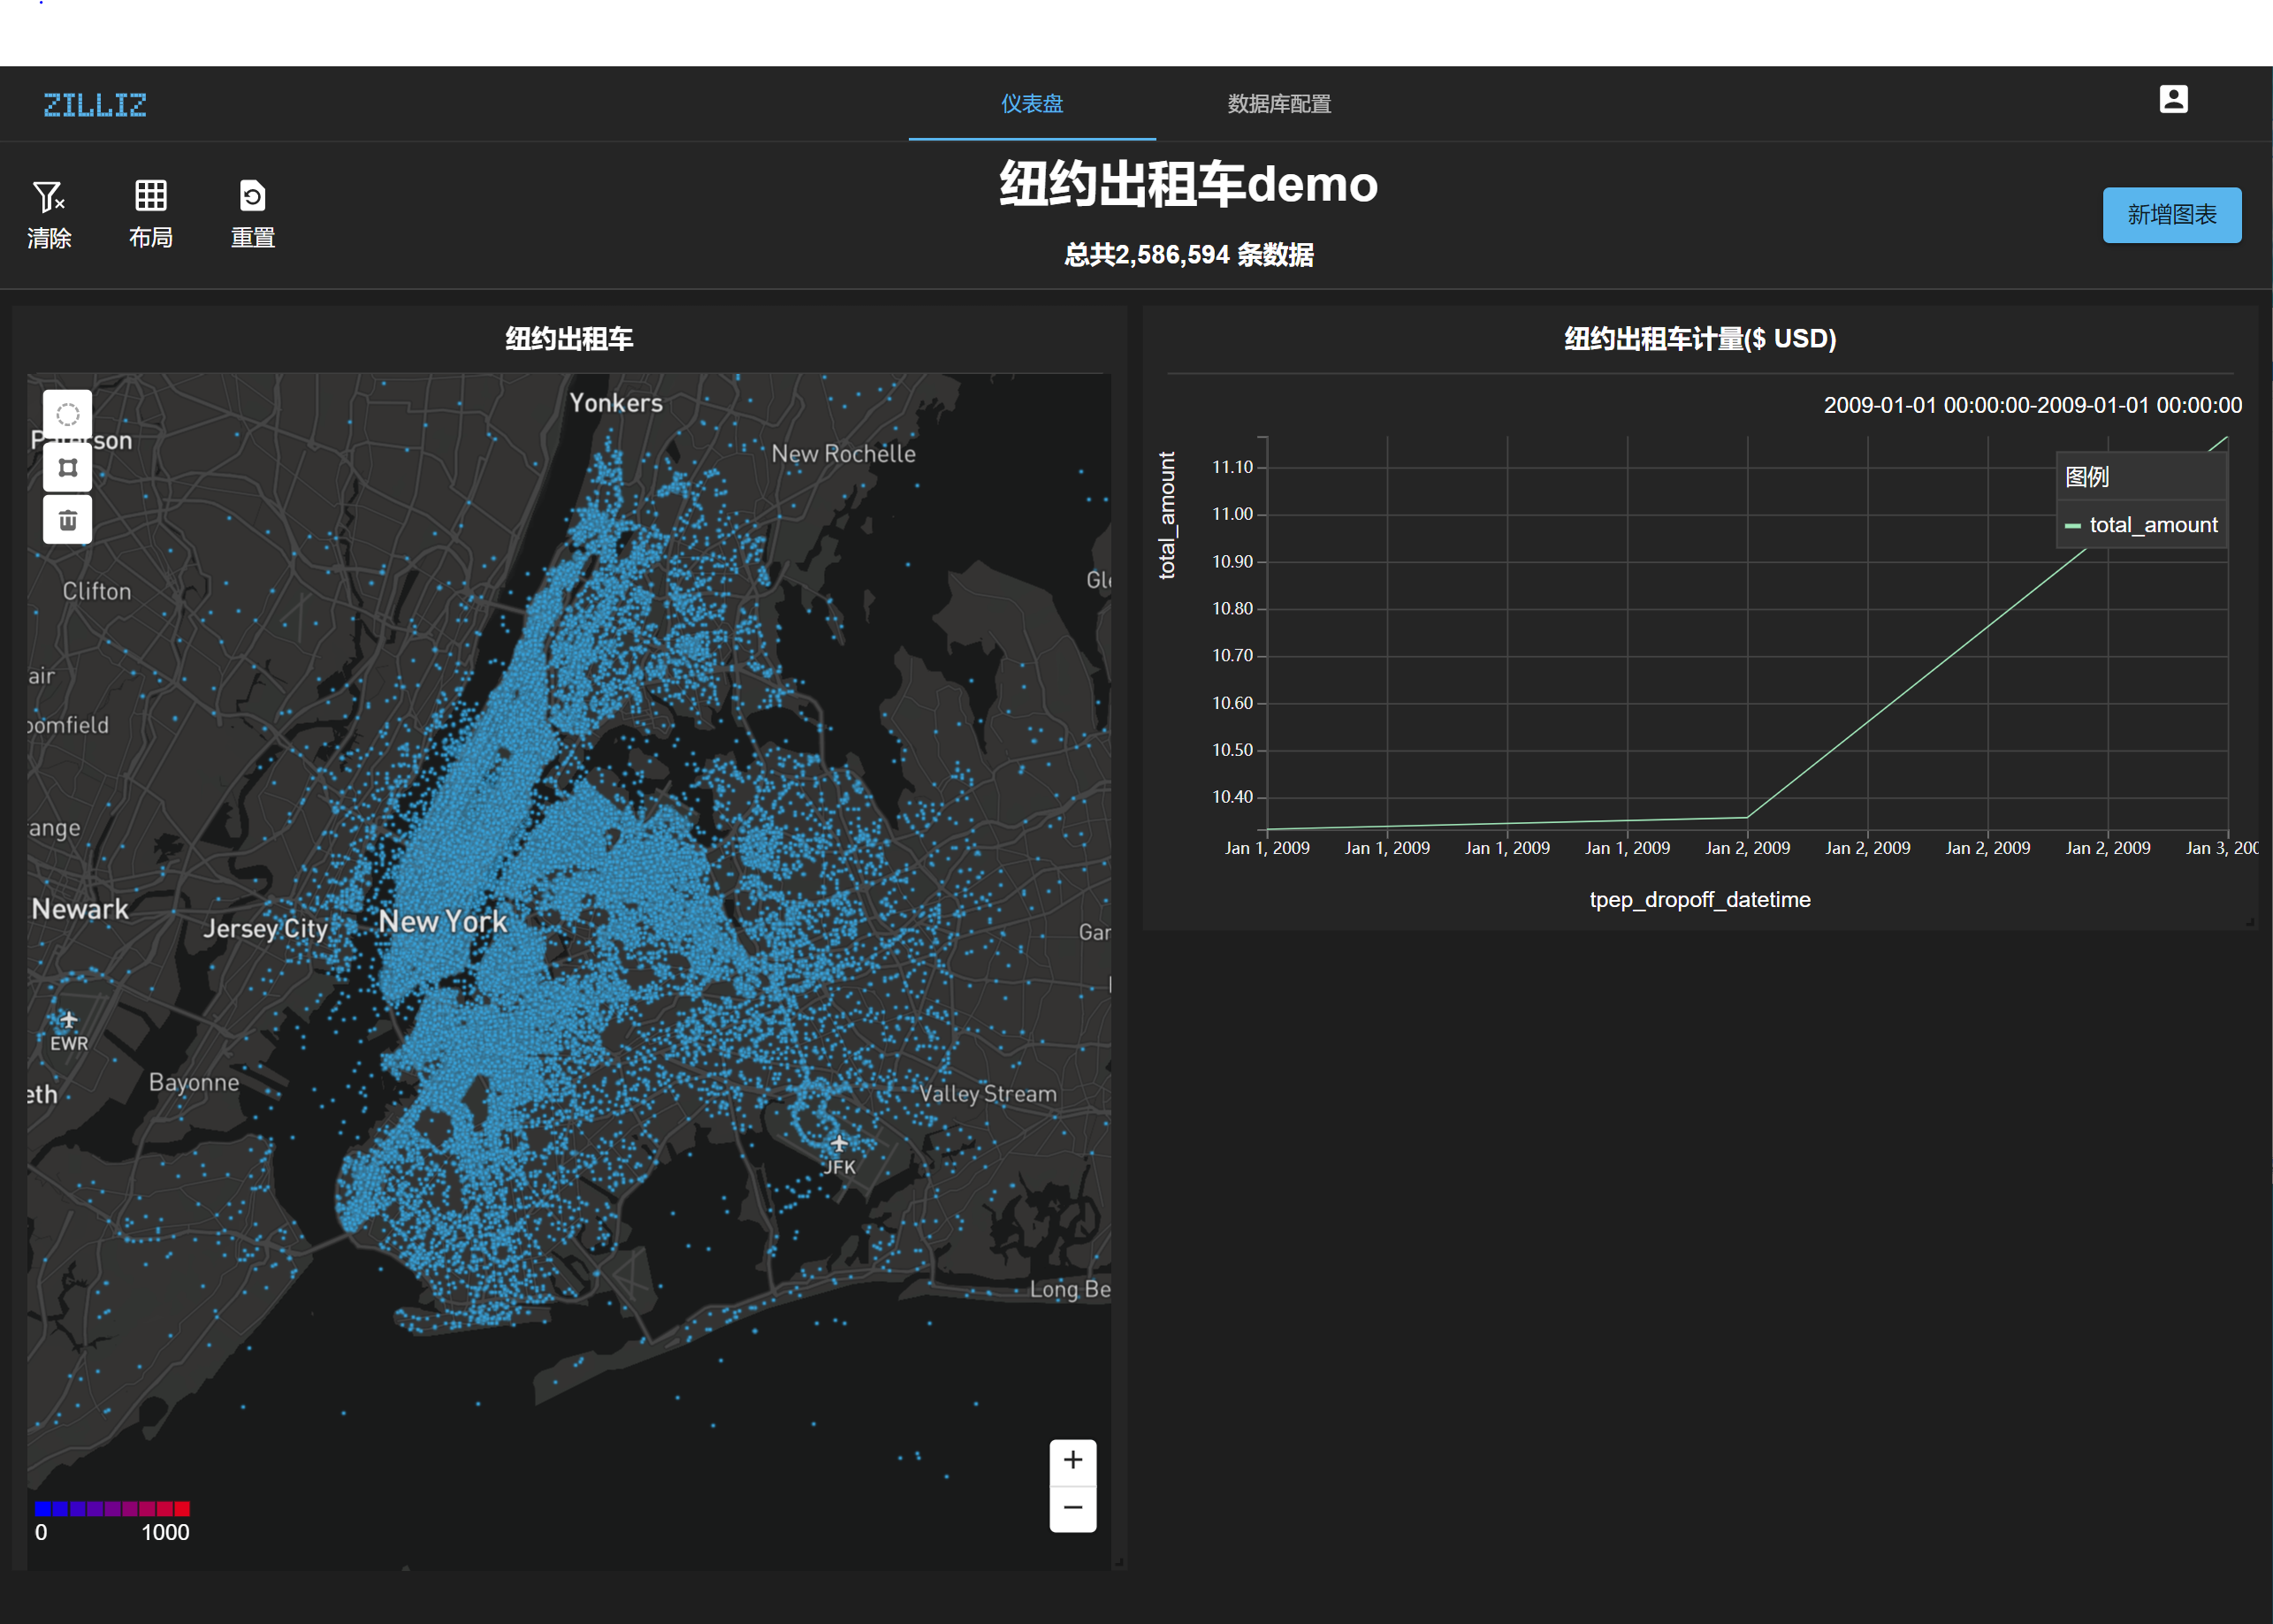 ZILLIZ
仪表盘
数据库配置
清除
布局
重置
纽约出租车demo
总共2,586,594 条数据
新增图表
纽约出租车
Yonkers
New Rochelle
Clifton
air
oomfield
ange
Newark
Jersey City
New York
EWR
Bayonne
eth
Valley Stream
JFK
Long Be
Gle
Gar
0
1000
+
−
纽约出租车计量($ USD)
2009-01-01 00:00:00-2009-01-01 00:00:00
total_amount
11.10
11.00
10.90
10.80
10.70
10.60
10.50
10.40
图例
total_amount
Jan 1, 2009 Jan 1, 2009 Jan 1, 2009 Jan 1, 2009 Jan 2, 2009 Jan 2, 2009 Jan 2, 2009 Jan 2, 2009 Jan 3, 200
tpep_dropoff_datetime